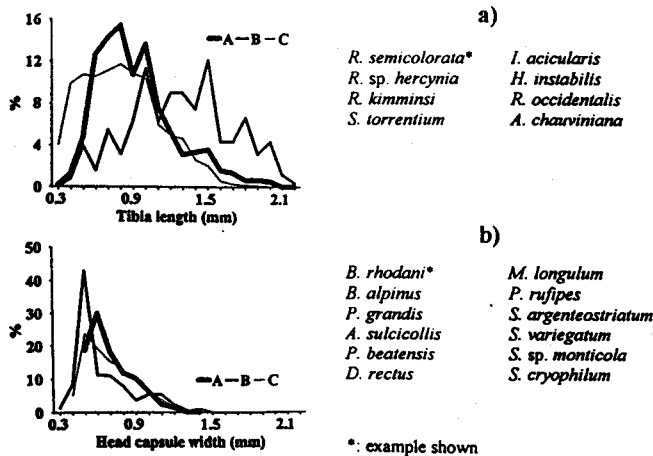 a)
16
12
8
4
0
%
A – B – C
0.3 0.9 1.5 2.1
Tibia length (mm)
R. semicolorata*
R. sp. hercynia
R. kimminsi
S. torrentium
I. acicularis
H. instabilis
R. occidentalis
A. chauviniana
b)
50
40
30
20
10
0
%
A – B – C
0.3 0.9 1.5 2.1
Head capsule width (mm)
B. rhodani*
B. alpinus
P. grandis
A. sulcicollis
P. beatensis
D. rectus
M. longulum
P. rufipes
S. argenteostriatum
S. variegatum
S. sp. monticola
S. cryophilum
*: example shown